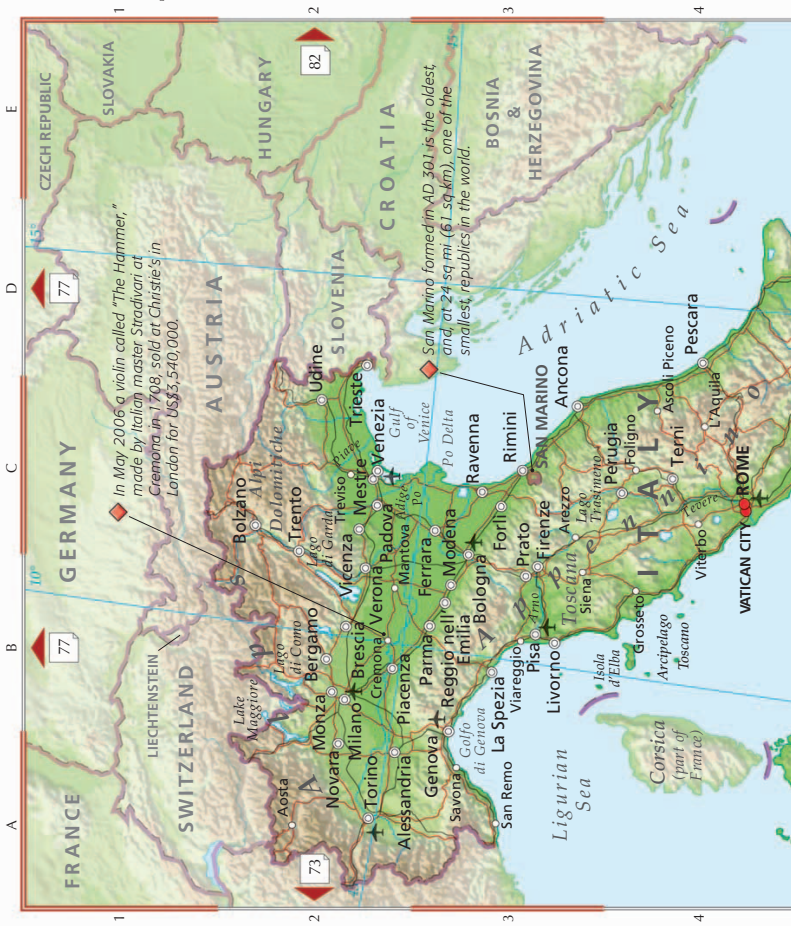 A
B
C
D
E
1
2
3
4
1
2
3
4
77
77
82
73
10°
15°
45°
45°
FRANCE
GERMANY
CZECH REPUBLIC
SLOVAKIA
LIECHTENSTEIN
SWITZERLAND
AUSTRIA
HUNGARY
SLOVENIA
CROATIA
BOSNIA
&
HERZEGOVINA
In May 2006 a violin called "The Hammer,"
made by Italian master Stradivari at
Cremona in 1708, sold at Christie's in
London for US$3,540,000.
San Marino formed in AD 301 is the oldest,
and, at 24 sq mi (61 sq km), one of the
smallest, republics in the world.
Alps
Aosta
Lake
Maggiore
Lago
di Como
Bolzano
Alpi
Dolomitiche
Trento
Lago
di Garda
Udine
Novara
Monza
Milano
Bergamo
Brescia
Vicenza
Treviso
Piave
Trieste
Torino
Cremona
Verona
Padova
Mestre
Venezia
Gulf
of
Venice
Alessandria
Piacenza
Mantova
Adige
Po
Po Delta
Genova
Parma
Reggio nell'
Emilia
Ferrara
Modena
Ravenna
Savona
Golfo
di Genova
La Spezia
Bologna
Forlì
Rimini
San Remo
Viareggio
Pisa
Arno
Prato
Firenze
SAN MARINO
Ligurian
Sea
Livorno
Toscana
Arezzo
Ancona
Adriatic Sea
Siena
Lago
Trasimeno
Perugia
Foligno
Ascoli Piceno
Isola
d'Elba
Grosseto
ITALY
Appennino
Terni
Pescara
Arcipelago
Toscano
Viterbo
Tevere
L'Aquila
Corsica
(part of
France)
VATICAN CITY
ROME